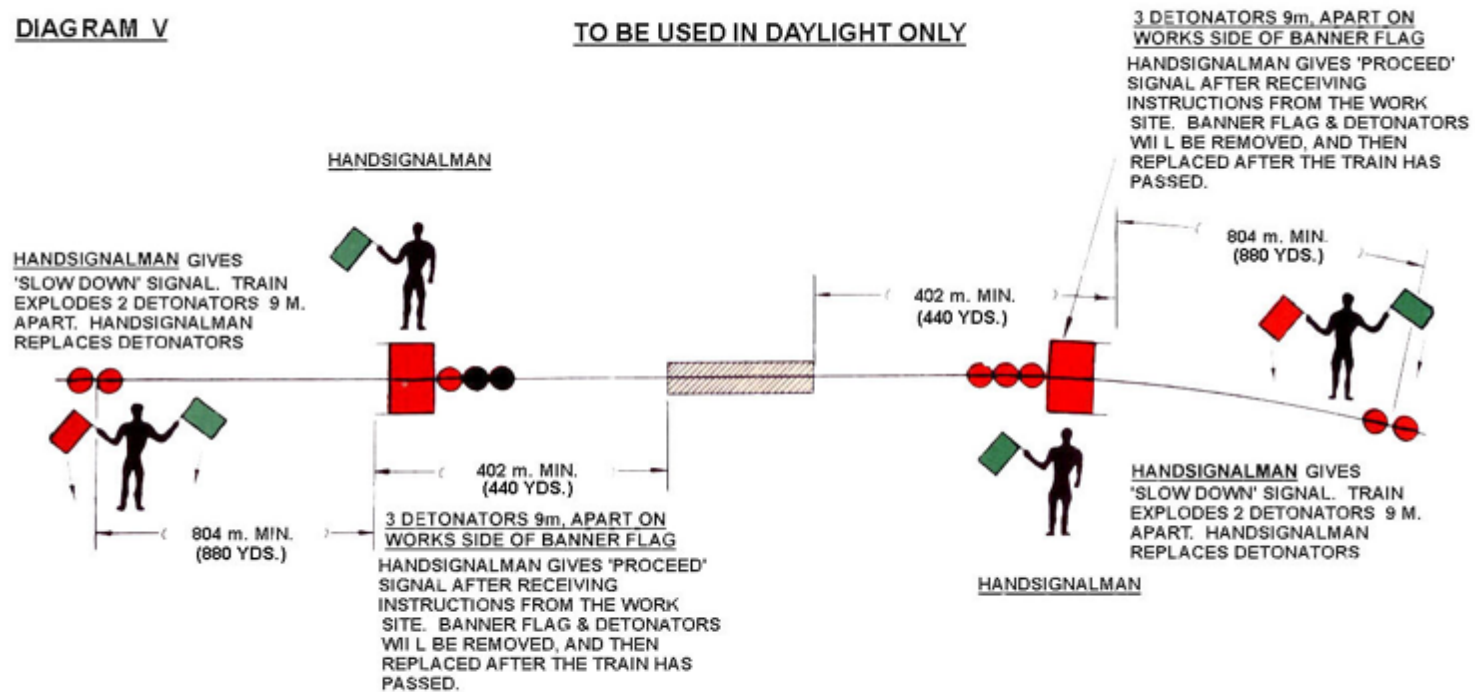 DIAGRAM V
TO BE USED IN DAYLIGHT ONLY
3 DETONATORS 9m, APART ON
WORKS SIDE OF BANNER FLAG
HANDSIGNALMAN GIVES 'PROCEED'
SIGNAL AFTER RECEIVING
INSTRUCTIONS FROM THE WORK
SITE. BANNER FLAG & DETONATORS
WILL BE REMOVED, AND THEN
REPLACED AFTER THE TRAIN HAS
PASSED.
HANDSIGNALMAN
HANDSIGNALMAN GIVES
'SLOW DOWN' SIGNAL. TRAIN
EXPLODES 2 DETONATORS 9 M.
APART. HANDSIGNALMAN
REPLACES DETONATORS
804 m. MIN.
(880 YDS.)
402 m. MIN.
(440 YDS.)
402 m. MIN.
(440 YDS.)
804 m. MIN.
(880 YDS.)
3 DETONATORS 9m, APART ON
WORKS SIDE OF BANNER FLAG
HANDSIGNALMAN GIVES 'PROCEED'
SIGNAL AFTER RECEIVING
INSTRUCTIONS FROM THE WORK
SITE. BANNER FLAG & DETONATORS
WILL BE REMOVED, AND THEN
REPLACED AFTER THE TRAIN HAS
PASSED.
HANDSIGNALMAN GIVES
'SLOW DOWN' SIGNAL. TRAIN
EXPLODES 2 DETONATORS 9 M.
APART. HANDSIGNALMAN
REPLACES DETONATORS
HANDSIGNALMAN